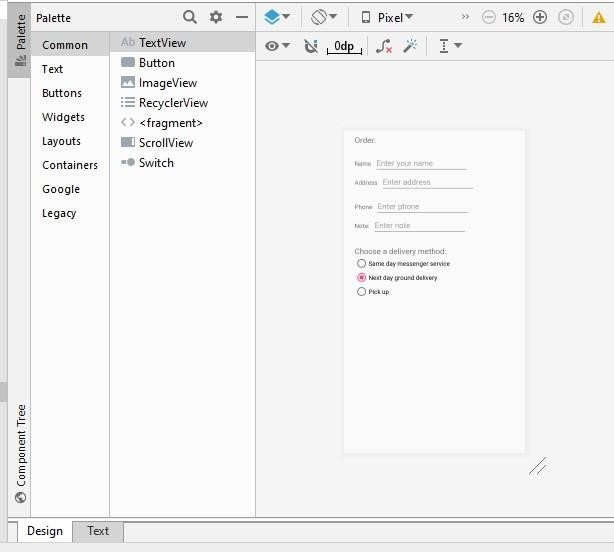 Palette
Component Tree
Palette
Common
Text
Buttons
Widgets
Layouts
Containers
Google
Legacy
Ab TextView
Button
ImageView
RecyclerView
<fragment>
ScrollView
Switch
Pixel
16%
0dp
Order:
Name Enter your name
Address Enter address
Phone Enter phone
Note Enter note
Choose a delivery method:
Same day messenger service
Next day ground delivery
Pick up
Design
Text